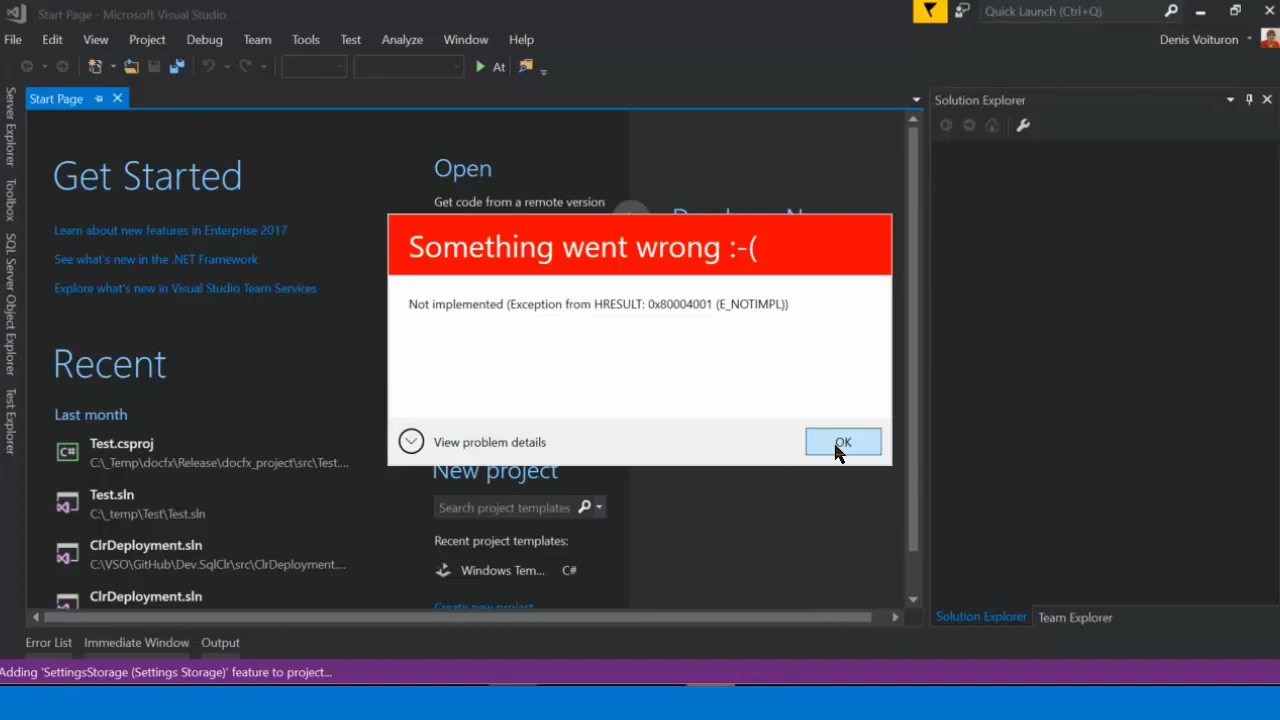 Start Page - Microsoft Visual Studio
Quick Launch (Ctrl+Q)
File Edit View Project Debug Team Tools Test Analyze Window Help
Denis Voituron
At
Server Explorer
Toolbox
SQL Server Object Explorer
Test Explorer
Start Page
Get Started
Learn about new features in Enterprise 2017
See what's new in the .NET Framework
Explore what's new in Visual Studio Team Services
Recent
Last month
Test.csproj
C:\_Temp\docfx\Release\docfx_project\src\Test....
Test.sln
C:\_temp\Test\Test.sln
ClrDeployment.sln
C:\VSO\GitHub\Dev.SqlClr\src\ClrDeployment....
ClrDeployment.sln
Open
Get code from a remote version
Something went wrong :-(
Not implemented (Exception from HRESULT: 0x80004001 (E_NOTIMPL))
View problem details
OK
New project
Search project templates
Recent project templates:
Windows Tem... C#
Create new project
Solution Explorer
Solution Explorer Team Explorer
Error List Immediate Window Output
Adding 'SettingsStorage (Settings Storage)' feature to project...